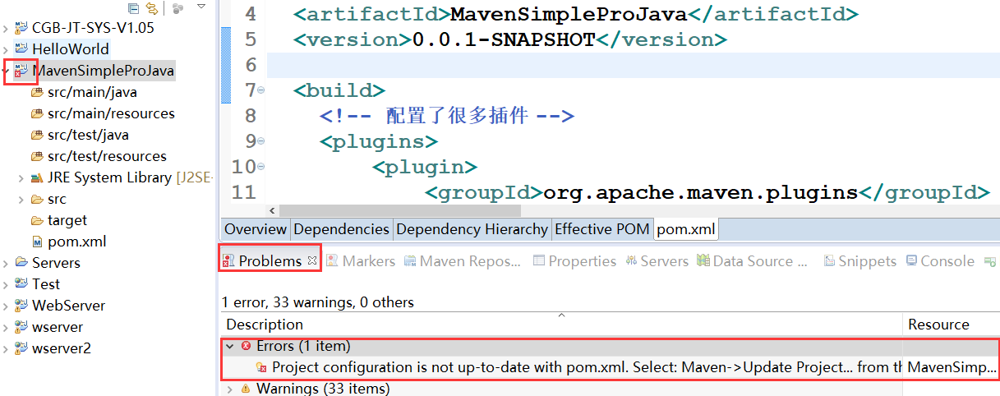 CGB-JT-SYS-V1.05
HelloWorld
MavenSimpleProJava
src/main/java
src/main/resources
src/test/java
src/test/resources
JRE System Library [J2SE-
src
target
pom.xml
Servers
Test
WebServer
wserver
wserver2
4 <artifactId>MavenSimpleProJava</artifactId>
5 <version>0.0.1-SNAPSHOT</version>
6
7 <build>
8 <!-- 配置了很多插件 -->
9 <plugins>
10 <plugin>
11 <groupId>org.apache.maven.plugins</groupId>
Overview Dependencies Dependency Hierarchy Effective POM pom.xml
Problems Markers Maven Repos... Properties Servers Data Source ... Snippets Console
1 error, 33 warnings, 0 others
Description Resource
Errors (1 item)
Project configuration is not up-to-date with pom.xml. Select: Maven->Update Project... from th MavenSimp...
Warnings (33 items)